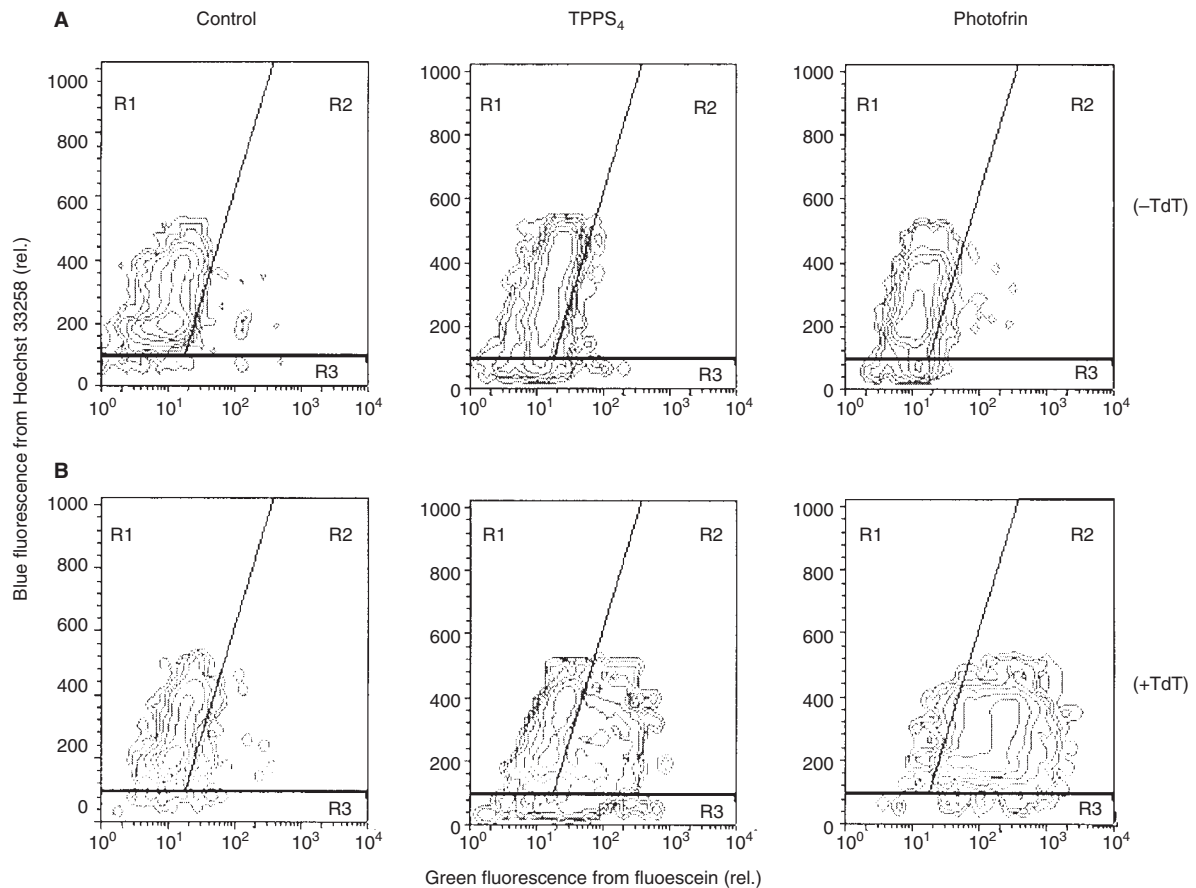 A
Control
TPPS4
Photofrin
1000
800
600
400
200
0
R1
R2
R3
10^0 10^1 10^2 10^3 10^4
1000
800
600
400
200
0
R1
R2
R3
10^0 10^1 10^2 10^3 10^4
1000
800
600
400
200
0
R1
R2
R3
10^0 10^1 10^2 10^3 10^4
(–TdT)
Blue fluorescence from Hoechst 33258 (rel.)
B
1000
800
600
400
200
0
R1
R2
R3
10^0 10^1 10^2 10^3 10^4
1000
800
600
400
200
0
R1
R2
R3
10^0 10^1 10^2 10^3 10^4
1000
800
600
400
200
0
R1
R2
R3
10^0 10^1 10^2 10^3 10^4
(+TdT)
Green fluorescence from fluoescein (rel.)